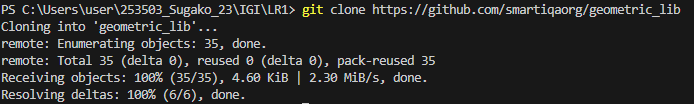 PS C:\Users\user\253503_Sugako_23\IGI\LR1> git clone https://github.com/smartiqaorg/geometric_lib
Cloning into 'geometric_lib'...
remote: Enumerating objects: 35, done.
remote: Total 35 (delta 0), reused 0 (delta 0), pack-reused 35
Receiving objects: 100% (35/35), 4.60 KiB | 2.30 MiB/s, done.
Resolving deltas: 100% (6/6), done.